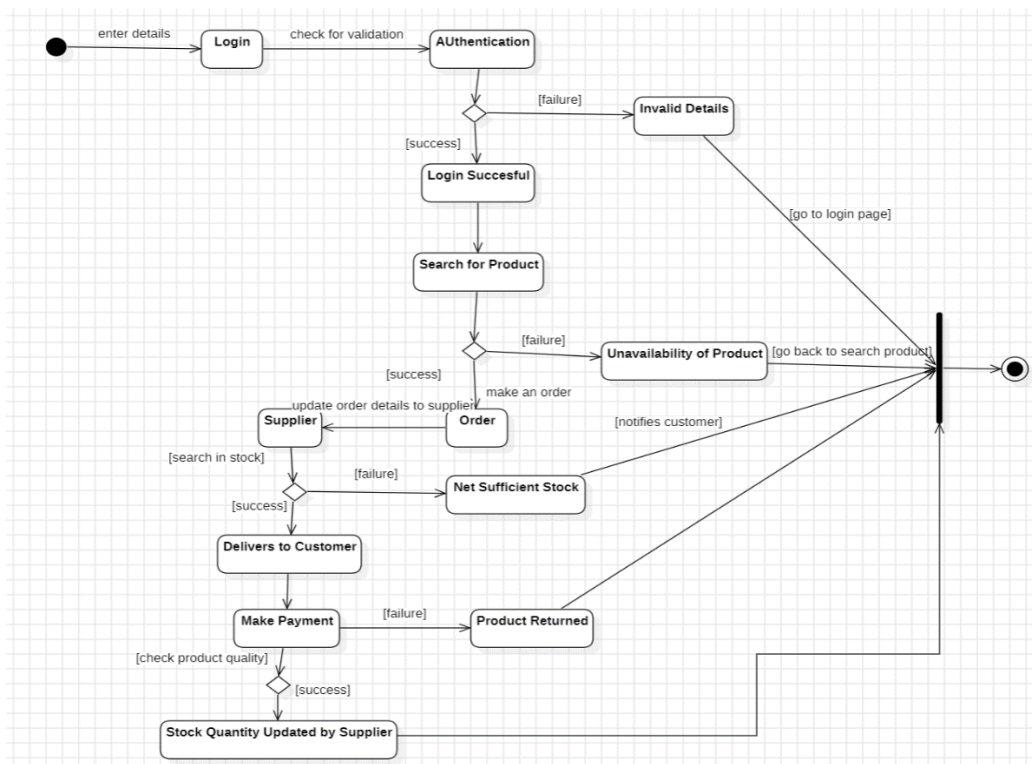 enter details
Login
check for validation
AUthentication
[failure]
Invalid Details
[success]
Login Succesful
[go to login page]
Search for Product
[failure]
Unavailability of Product
[go back to search product]
[success]
make an order
update order details to supplier
Supplier
Order
[notifies customer]
[search in stock]
[failure]
Net Sufficient Stock
[success]
Delivers to Customer
Make Payment
[failure]
Product Returned
[check product quality]
[success]
Stock Quantity Updated by Supplier